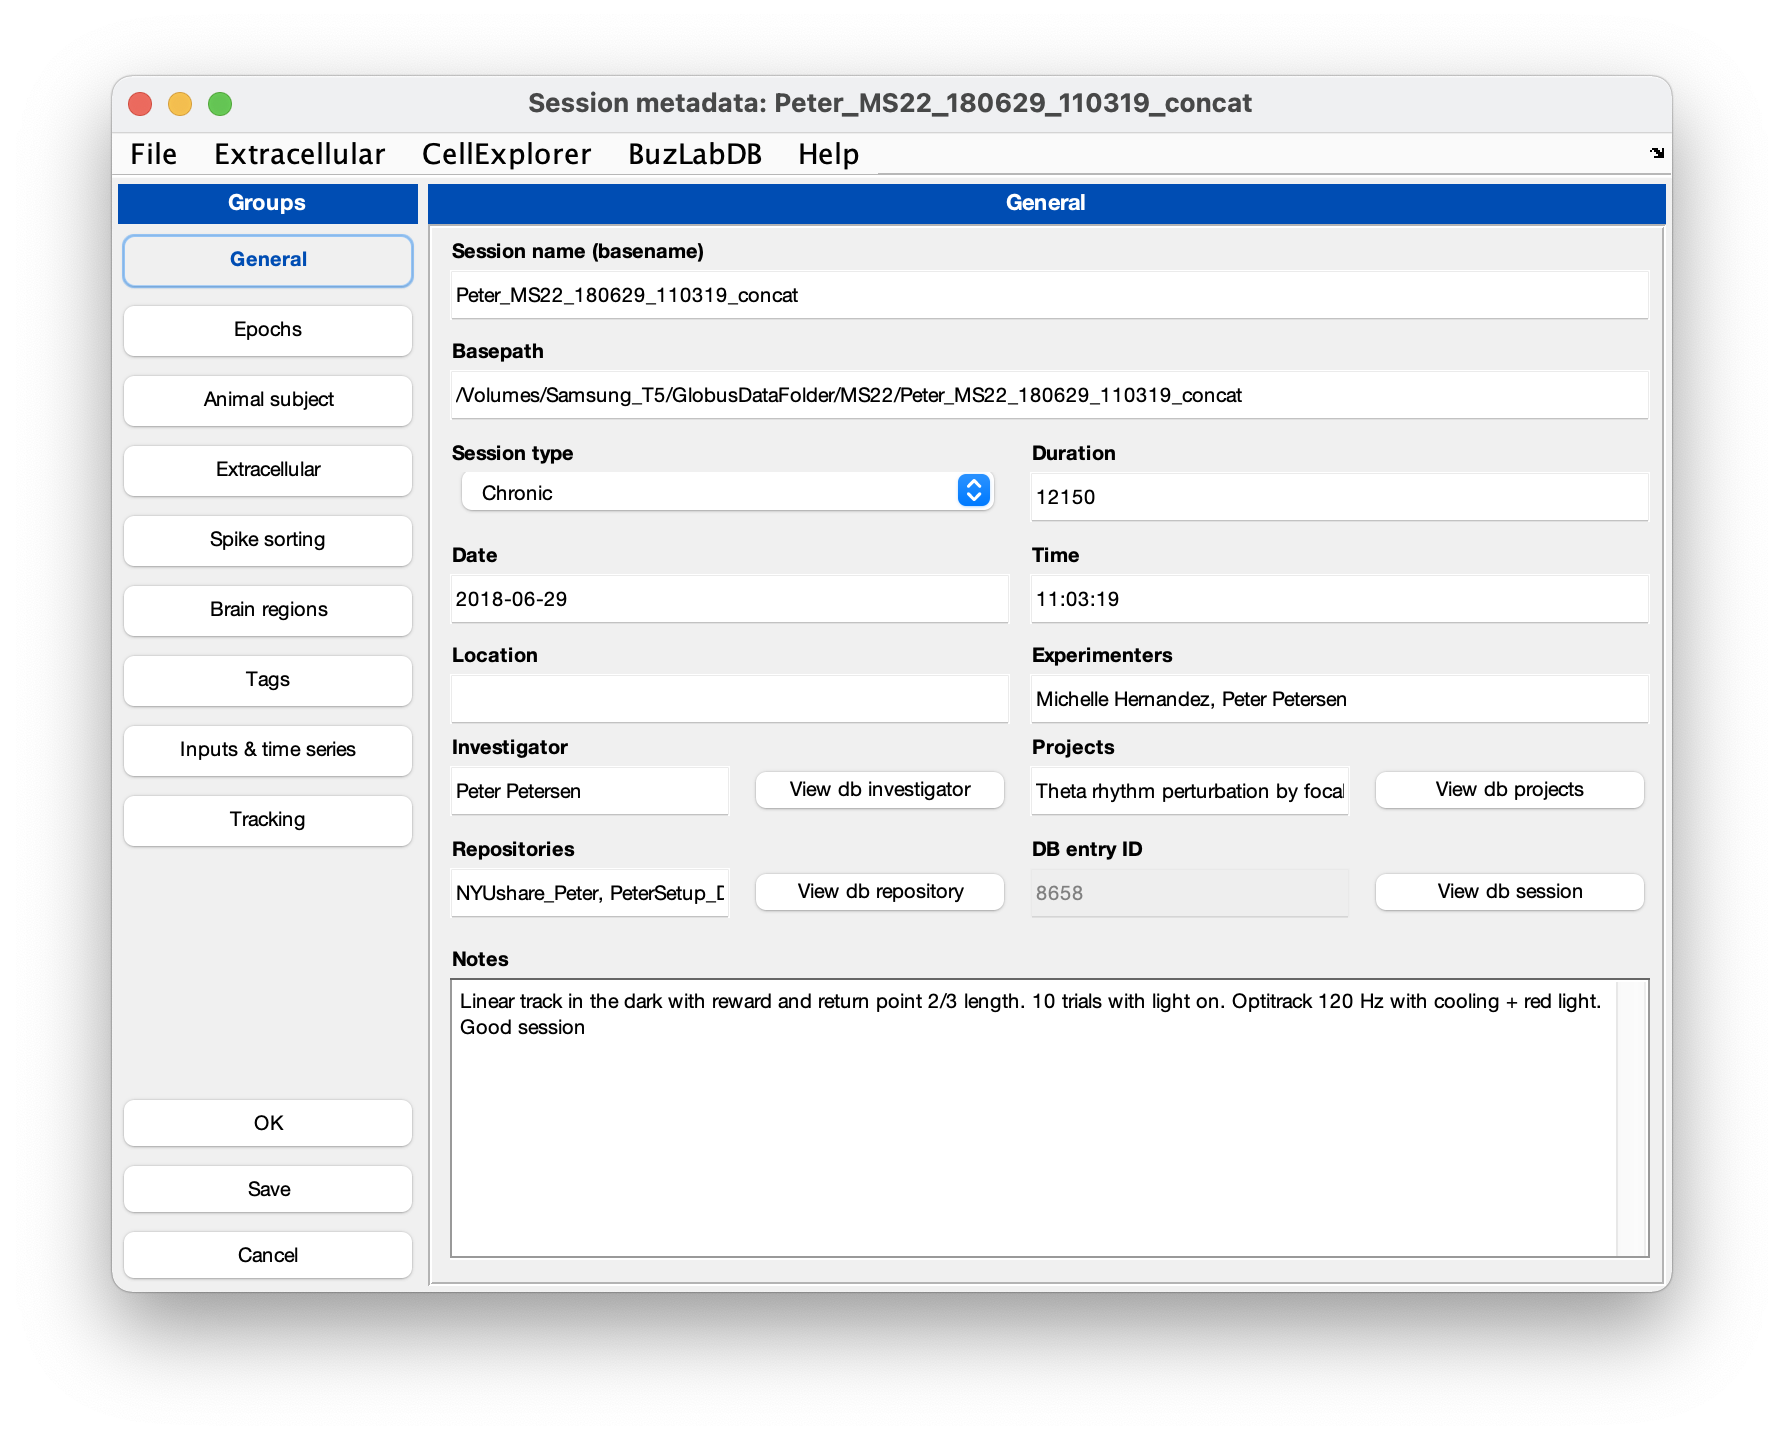 Session metadata: Peter_MS22_180629_110319_concat
File Extracellular CellExplorer BuzLabDB Help
Groups
General
Epochs
Animal subject
Extracellular
Spike sorting
Brain regions
Tags
Inputs & time series
Tracking
OK
Save
Cancel
General
Session name (basename)
Peter_MS22_180629_110319_concat
Basepath
/Volumes/Samsung_T5/GlobusDataFolder/MS22/Peter_MS22_180629_110319_concat
Session type Duration
Chronic 12150
Date Time
2018-06-29 11:03:19
Location Experimenters
Michelle Hernandez, Peter Petersen
Investigator Projects
Peter Petersen View db investigator Theta rhythm perturbation by focal View db projects
Repositories DB entry ID
NYUshare_Peter, PeterSetup_D View db repository 8658 View db session
Notes
Linear track in the dark with reward and return point 2/3 length. 10 trials with light on. Optitrack 120 Hz with cooling + red light.
Good session